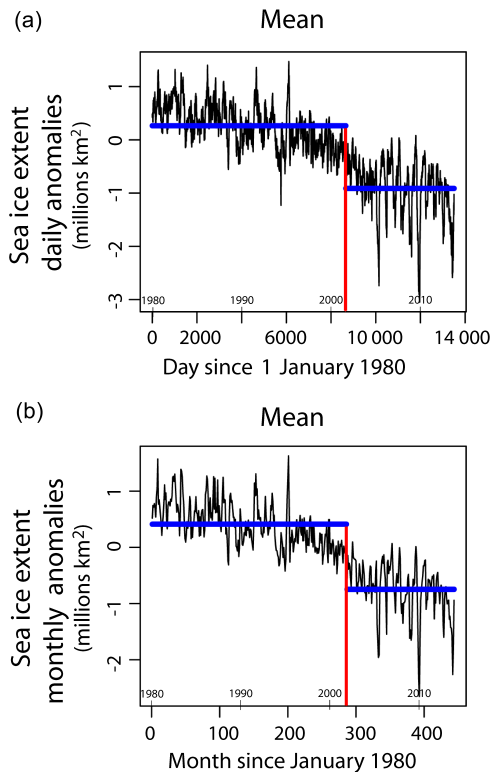 (a)
Mean
Sea ice extent
daily anomalies
(millions km²)
1
0
-1
-2
-3
1980 1990 2000 2010
0 2000 6000 10 000 14 000
Day since 1 January 1980
(b)
Mean
Sea ice extent
monthly anomalies
(millions km²)
1
0
-1
-2
1980 1990 2000 2010
0 100 200 300 400
Month since January 1980